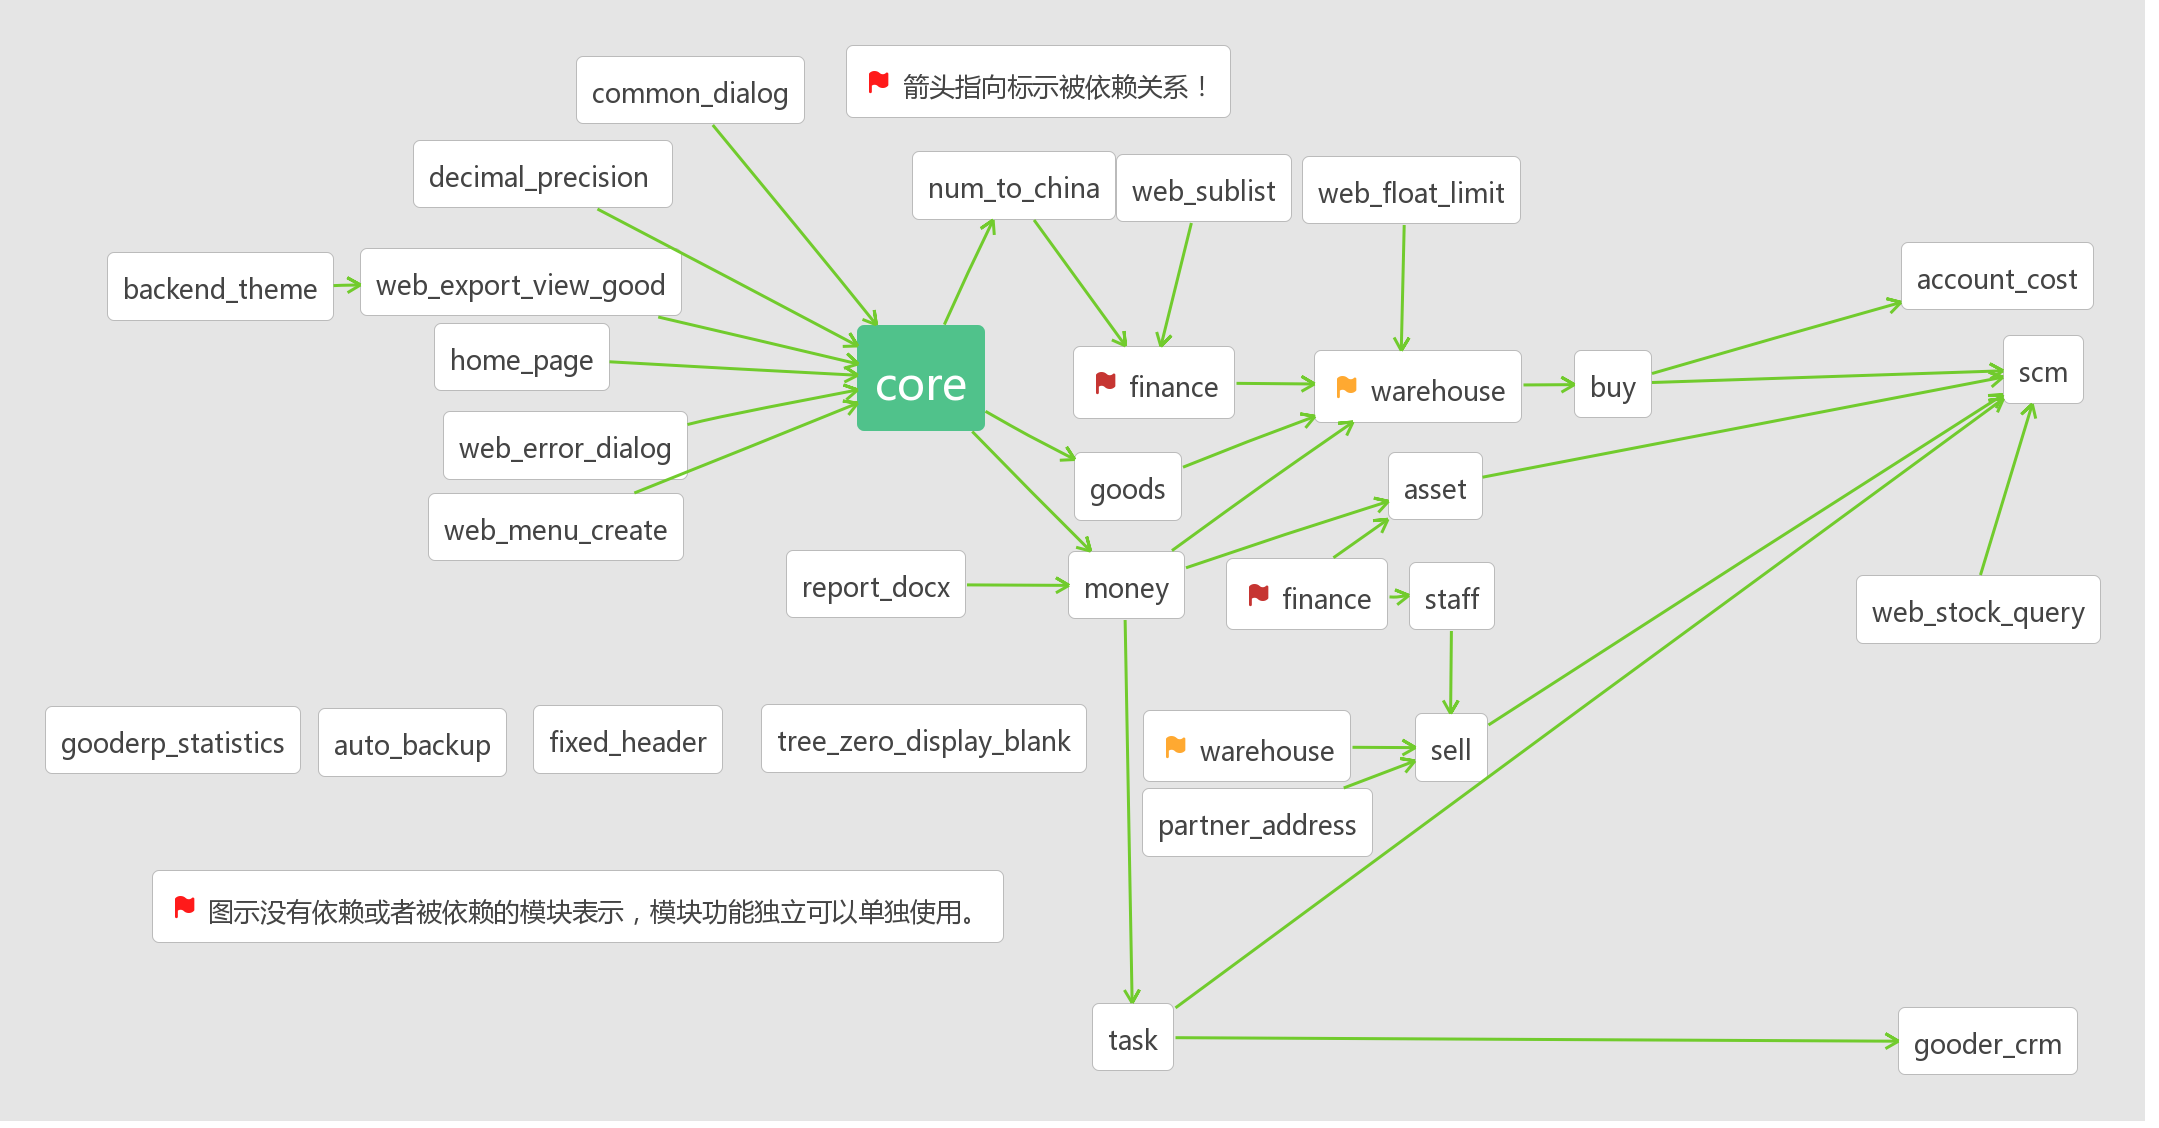 common_dialog
箭头指向标示被依赖关系！
decimal_precision
num_to_china
web_sublist
web_float_limit
backend_theme
web_export_view_good
account_cost
home_page
core
finance
warehouse
buy
scm
web_error_dialog
goods
asset
web_menu_create
report_docx
money
finance
staff
web_stock_query
gooderp_statistics
auto_backup
fixed_header
tree_zero_display_blank
warehouse
sell
partner_address
图示没有依赖或者被依赖的模块表示，模块功能独立可以单独使用。
task
gooder_crm